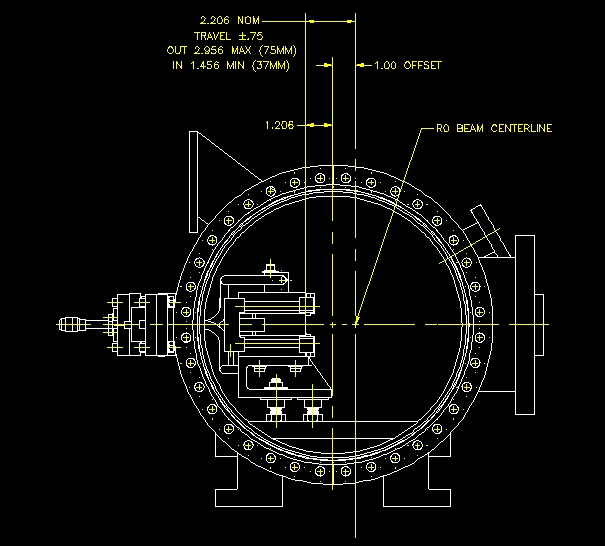 2.206 NOM
TRAVEL ±.75
OUT 2.956 MAX (75MM)
IN 1.456 MIN (37MM)
1.00 OFFSET
1.206
RO BEAM CENTERLINE